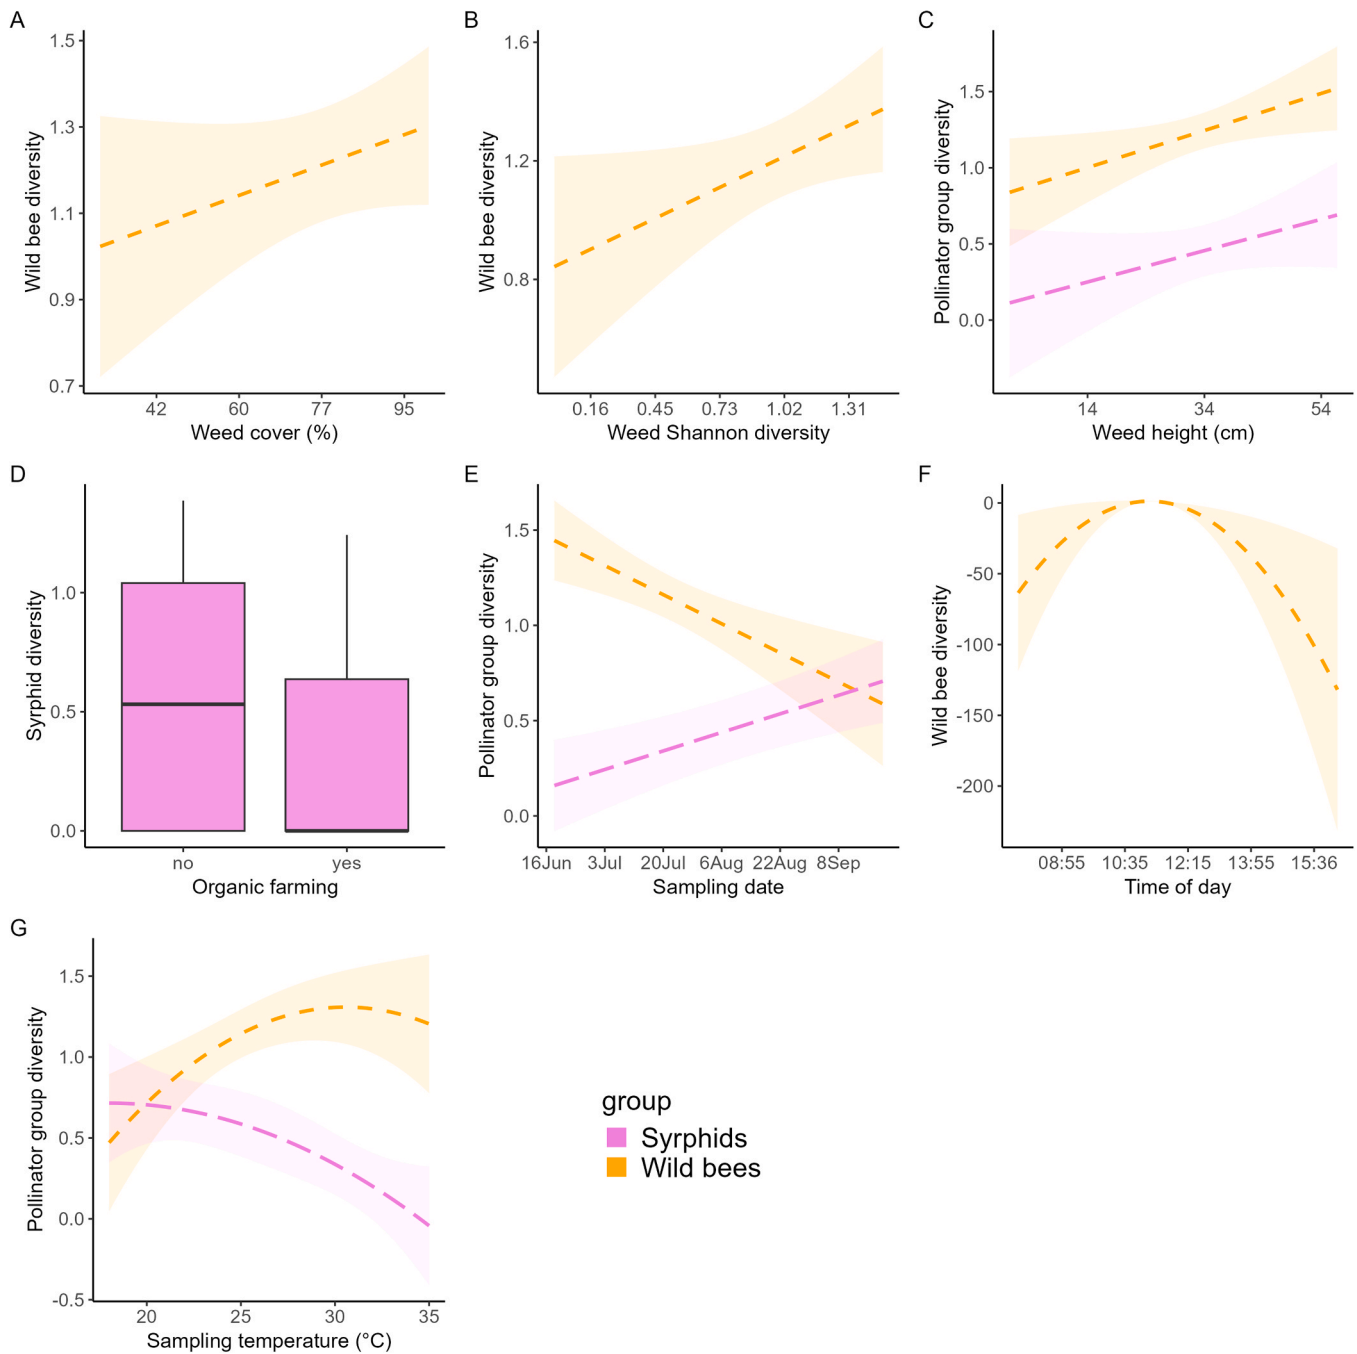 A
Wild bee diversity
1.5
1.3
1.1
0.9
0.7
42 60 77 95
Weed cover (%)
B
Wild bee diversity
1.6
1.2
0.8
0.16 0.45 0.73 1.02 1.31
Weed Shannon diversity
C
Pollinator group diversity
1.5
1.0
0.5
0.0
14 34 54
Weed height (cm)
D
Syrphid diversity
1.0
0.5
0.0
no yes
Organic farming
E
Pollinator group diversity
1.5
1.0
0.5
0.0
16Jun 3Jul 20Jul 6Aug 22Aug 8Sep
Sampling date
F
Wild bee diversity
0
-50
-100
-150
-200
08:55 10:35 12:15 13:55 15:36
Time of day
G
Pollinator group diversity
1.5
1.0
0.5
0.0
-0.5
20 25 30 35
Sampling temperature (°C)
group
Syrphids
Wild bees